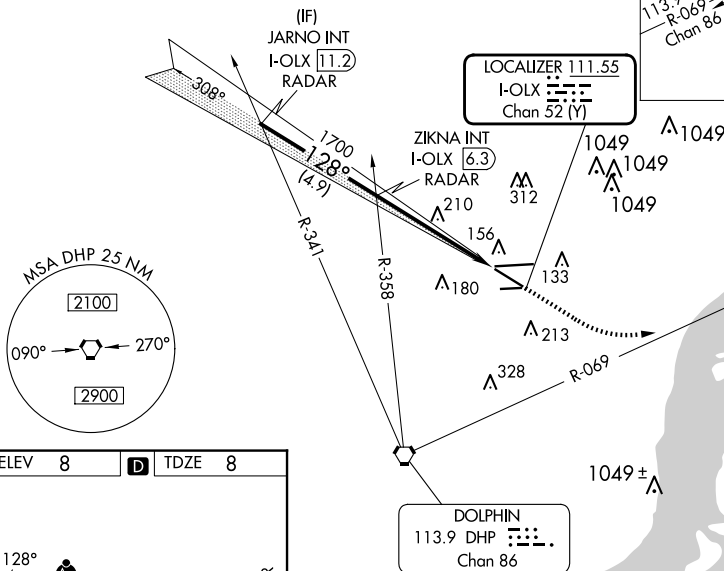 (IF)
JARNO INT
I-OLX 11.2
RADAR
113.9
R-069
Chan 86
LOCALIZER 111.55
I-OLX
Chan 52 (Y)
308°
1700
128°
(4.9)
ZIKNA INT
I-OLX 6.3
RADAR
1049
1049
1049
1049
312
210
156
133
180
213
328
R-341
R-358
R-069
MSA DHP 25 NM
2100
090°
270°
2900
1049 ±
ELEV 8
D
TDZE 8
128°
DOLPHIN
113.9 DHP
Chan 86